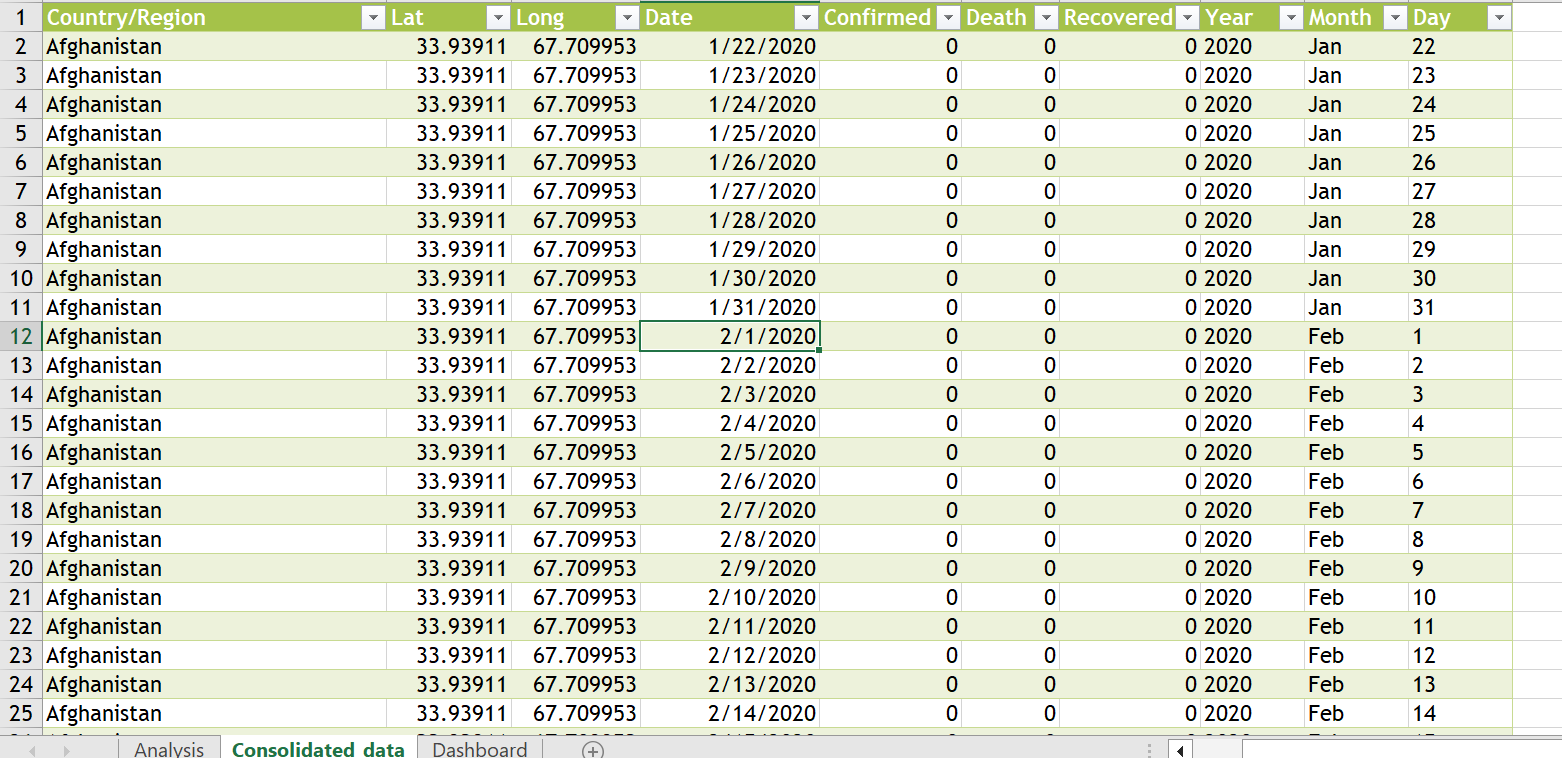 1 Country/Region Lat Long Date Confirmed Death Recovered Year Month Day
2 Afghanistan 33.93911 67.709953 1/22/2020 0 0 0 2020 Jan 22
3 Afghanistan 33.93911 67.709953 1/23/2020 0 0 0 2020 Jan 23
4 Afghanistan 33.93911 67.709953 1/24/2020 0 0 0 2020 Jan 24
5 Afghanistan 33.93911 67.709953 1/25/2020 0 0 0 2020 Jan 25
6 Afghanistan 33.93911 67.709953 1/26/2020 0 0 0 2020 Jan 26
7 Afghanistan 33.93911 67.709953 1/27/2020 0 0 0 2020 Jan 27
8 Afghanistan 33.93911 67.709953 1/28/2020 0 0 0 2020 Jan 28
9 Afghanistan 33.93911 67.709953 1/29/2020 0 0 0 2020 Jan 29
10 Afghanistan 33.93911 67.709953 1/30/2020 0 0 0 2020 Jan 30
11 Afghanistan 33.93911 67.709953 1/31/2020 0 0 0 2020 Jan 31
12 Afghanistan 33.93911 67.709953 2/1/2020 0 0 0 2020 Feb 1
13 Afghanistan 33.93911 67.709953 2/2/2020 0 0 0 2020 Feb 2
14 Afghanistan 33.93911 67.709953 2/3/2020 0 0 0 2020 Feb 3
15 Afghanistan 33.93911 67.709953 2/4/2020 0 0 0 2020 Feb 4
16 Afghanistan 33.93911 67.709953 2/5/2020 0 0 0 2020 Feb 5
17 Afghanistan 33.93911 67.709953 2/6/2020 0 0 0 2020 Feb 6
18 Afghanistan 33.93911 67.709953 2/7/2020 0 0 0 2020 Feb 7
19 Afghanistan 33.93911 67.709953 2/8/2020 0 0 0 2020 Feb 8
20 Afghanistan 33.93911 67.709953 2/9/2020 0 0 0 2020 Feb 9
21 Afghanistan 33.93911 67.709953 2/10/2020 0 0 0 2020 Feb 10
22 Afghanistan 33.93911 67.709953 2/11/2020 0 0 0 2020 Feb 11
23 Afghanistan 33.93911 67.709953 2/12/2020 0 0 0 2020 Feb 12
24 Afghanistan 33.93911 67.709953 2/13/2020 0 0 0 2020 Feb 13
25 Afghanistan 33.93911 67.709953 2/14/2020 0 0 0 2020 Feb 14
Analysis Consolidated data Dashboard